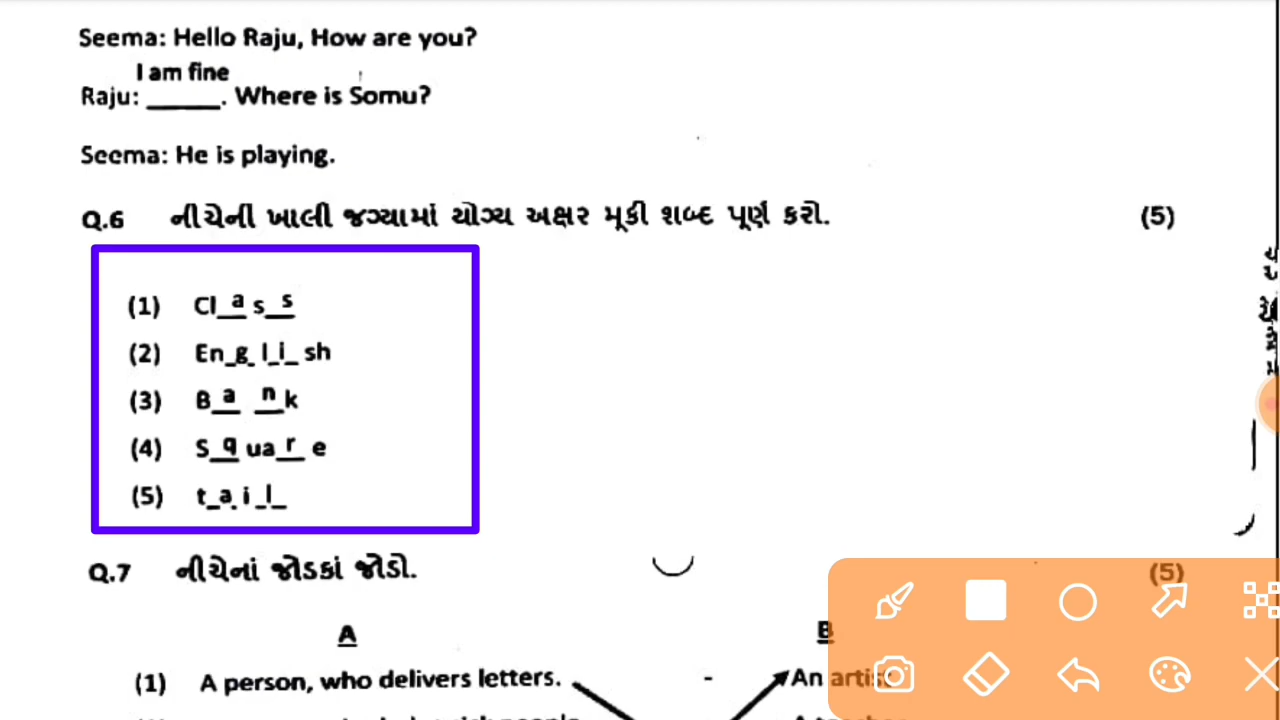 Seema: Hello Raju, How are you?
I am fine
Raju: ______. Where is Somu?
Seema: He is playing.
Q.6 નીચેની ખાલી જગ્યામાં યોગ્ય અક્ષર મૂકી શબ્દ પૂર્ણ કરો. (5)
(1) Cl_a_s_s_
(2) En_g_l_i_sh
(3) B_a_ _n_k
(4) S_q_ua_r_e
(5) t_a_i_l_
Q.7 નીચેનાં જોડકાં જોડો. (5)
A B
(1) A person, who delivers letters. - An artist